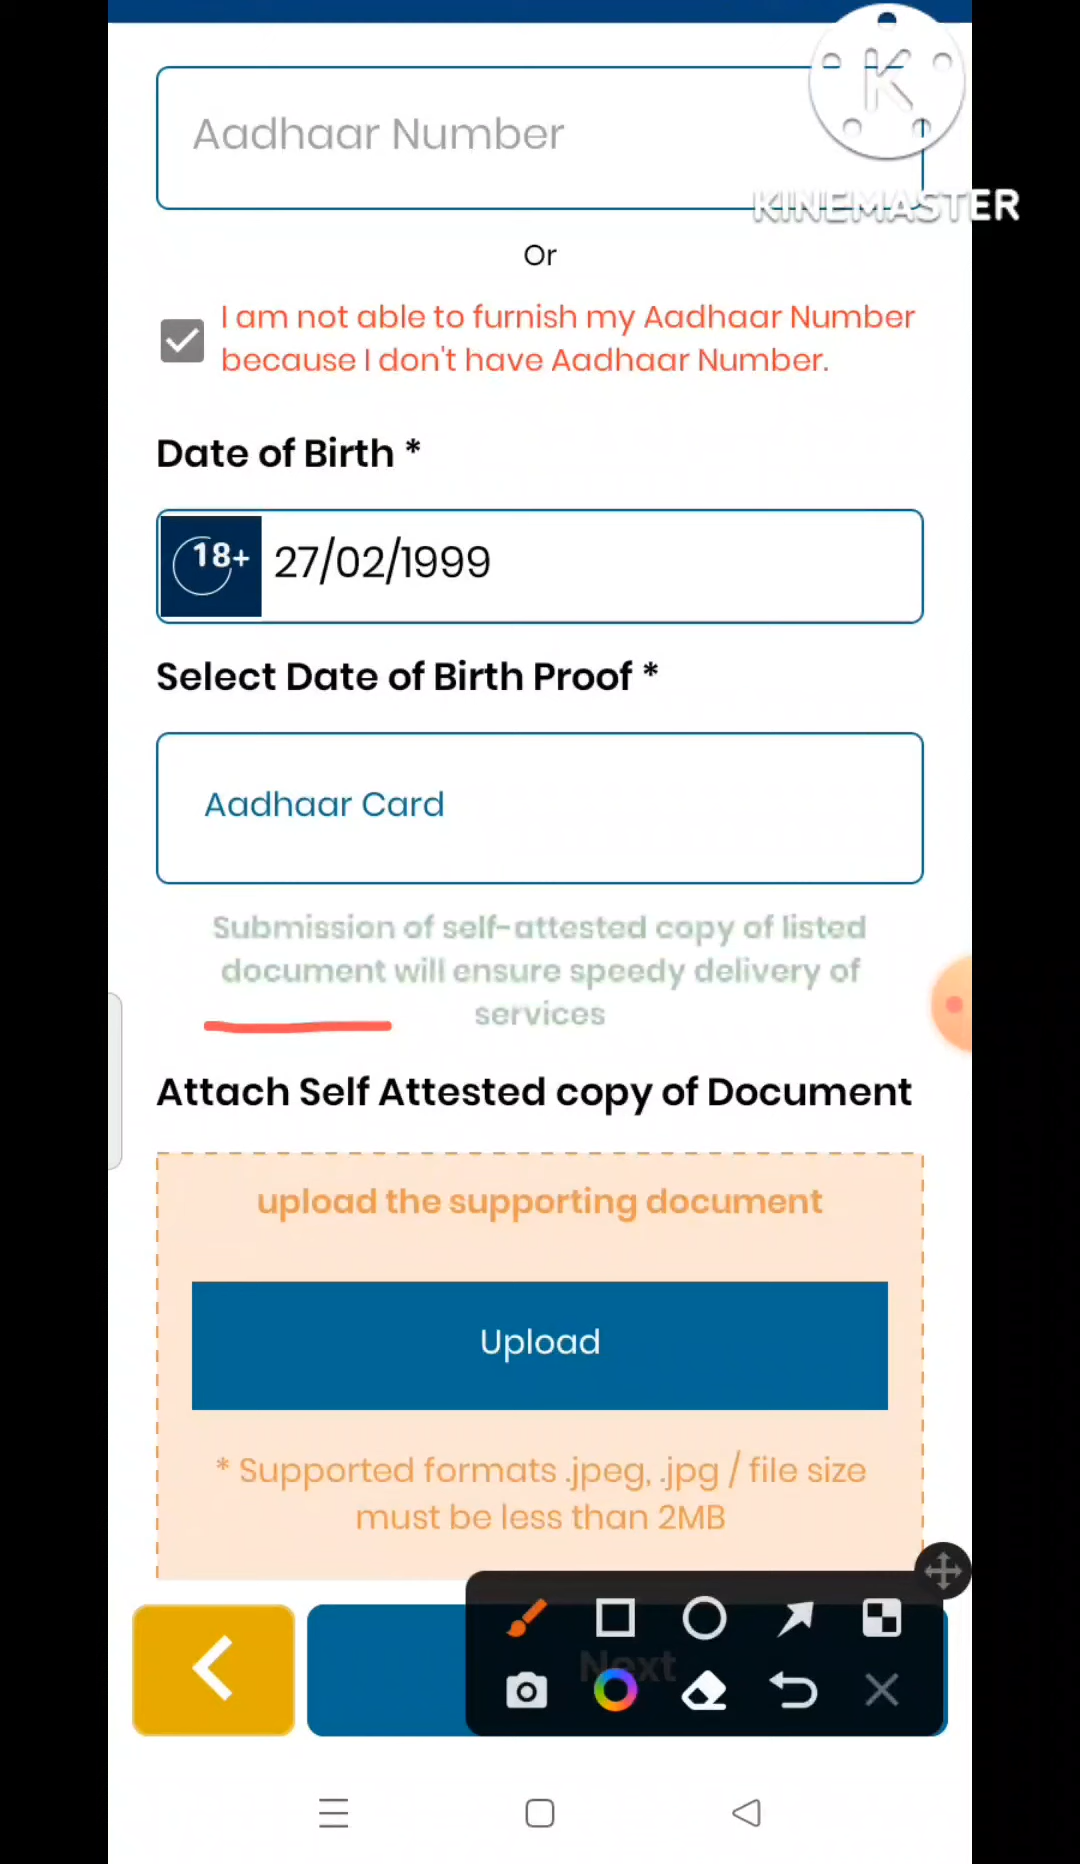 Aadhaar Number
K
KINEMASTER
Or
I am not able to furnish my Aadhaar Number
because I don't have Aadhaar Number.
Date of Birth *
18+ 27/02/1999
Select Date of Birth Proof *
Aadhaar Card
Submission of self-attested copy of listed
document will ensure speedy delivery of
services
Attach Self Attested copy of Document
upload the supporting document
Upload
* Supported formats .jpeg, .jpg / file size
must be less than 2MB
Next